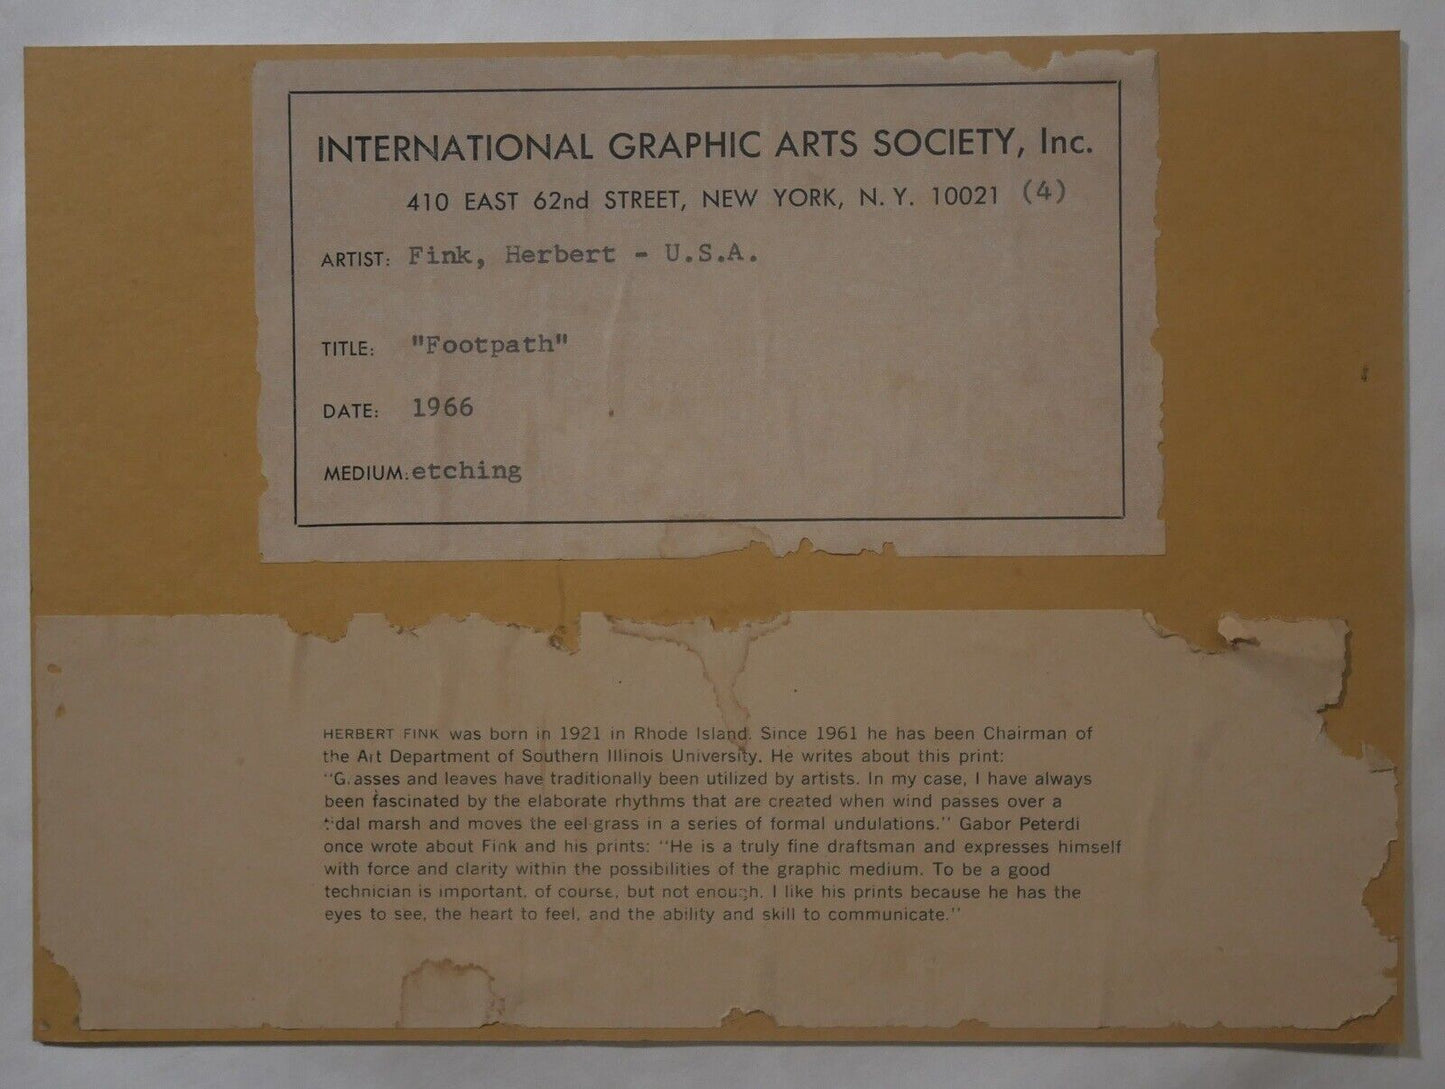 INTERNATIONAL GRAPHIC ARTS SOCIETY, Inc.
410 EAST 62nd STREET, NEW YORK, N. Y. 10021 (4)
ARTIST: Fink, Herbert - U.S.A.
TITLE: "Footpath"
DATE: 1966
MEDIUM: etching
HERBERT FINK was born in 1921 in Rhode Island. Since 1961 he has been Chairman of
the Art Department of Southern Illinois University. He writes about this print:
"Grasses and leaves have traditionally been utilized by artists. In my case, I have always
been fascinated by the elaborate rhythms that are created when wind passes over a
tidal marsh and moves the eel-grass in a series of formal undulations." Gabor Peterdi
once wrote about Fink and his prints: "He is a truly fine draftsman and expresses himself
with force and clarity within the possibilities of the graphic medium. To be a good
technician is important, of course, but not enough. I like his prints because he has the
eyes to see, the heart to feel, and the ability and skill to communicate."